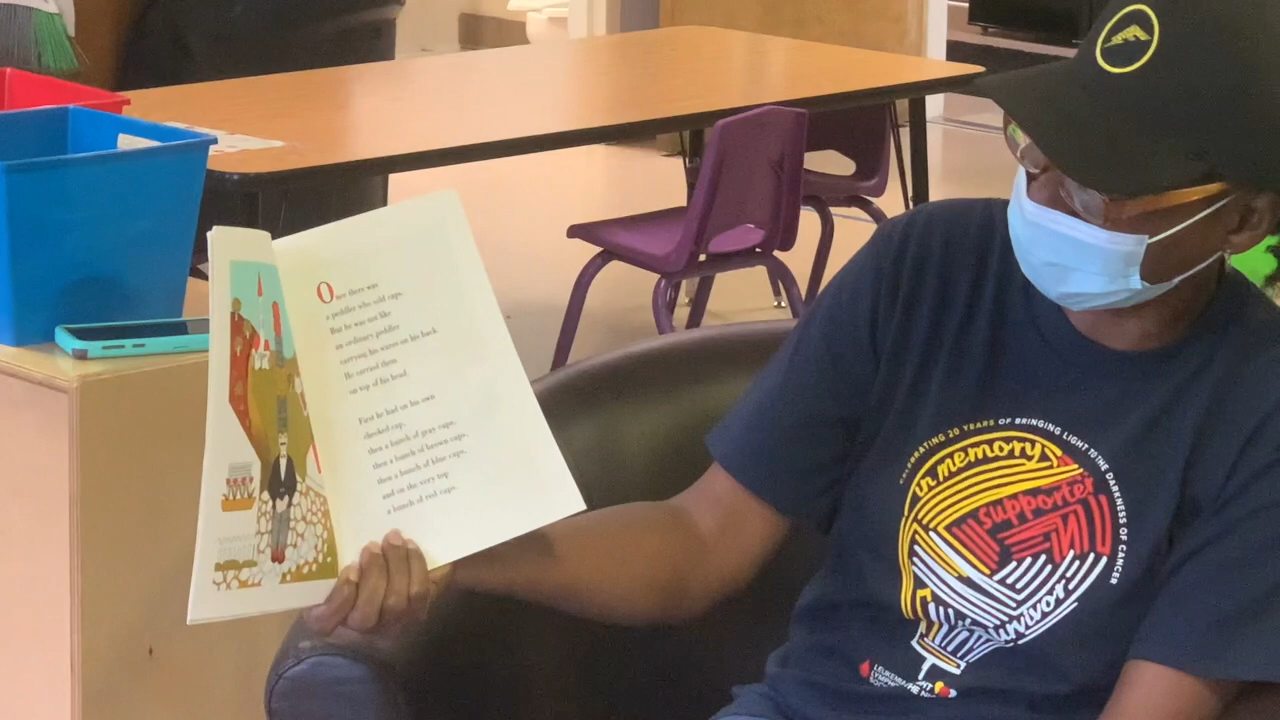 Once there was
a peddler who sold caps.
But he was not like
an ordinary peddler
carrying his wares on his back.
He carried them
on top of his head.
First he had on his own
checked cap,
then a bunch of gray caps,
then a bunch of brown caps,
then a bunch of blue caps,
and on the very top
a bunch of red caps.
CELEBRATING 20 YEARS OF BRINGING LIGHT TO THE DARKNESS OF CANCER
in memory
supporter
survivor
LEUKEMIA
LYMPH
SOC